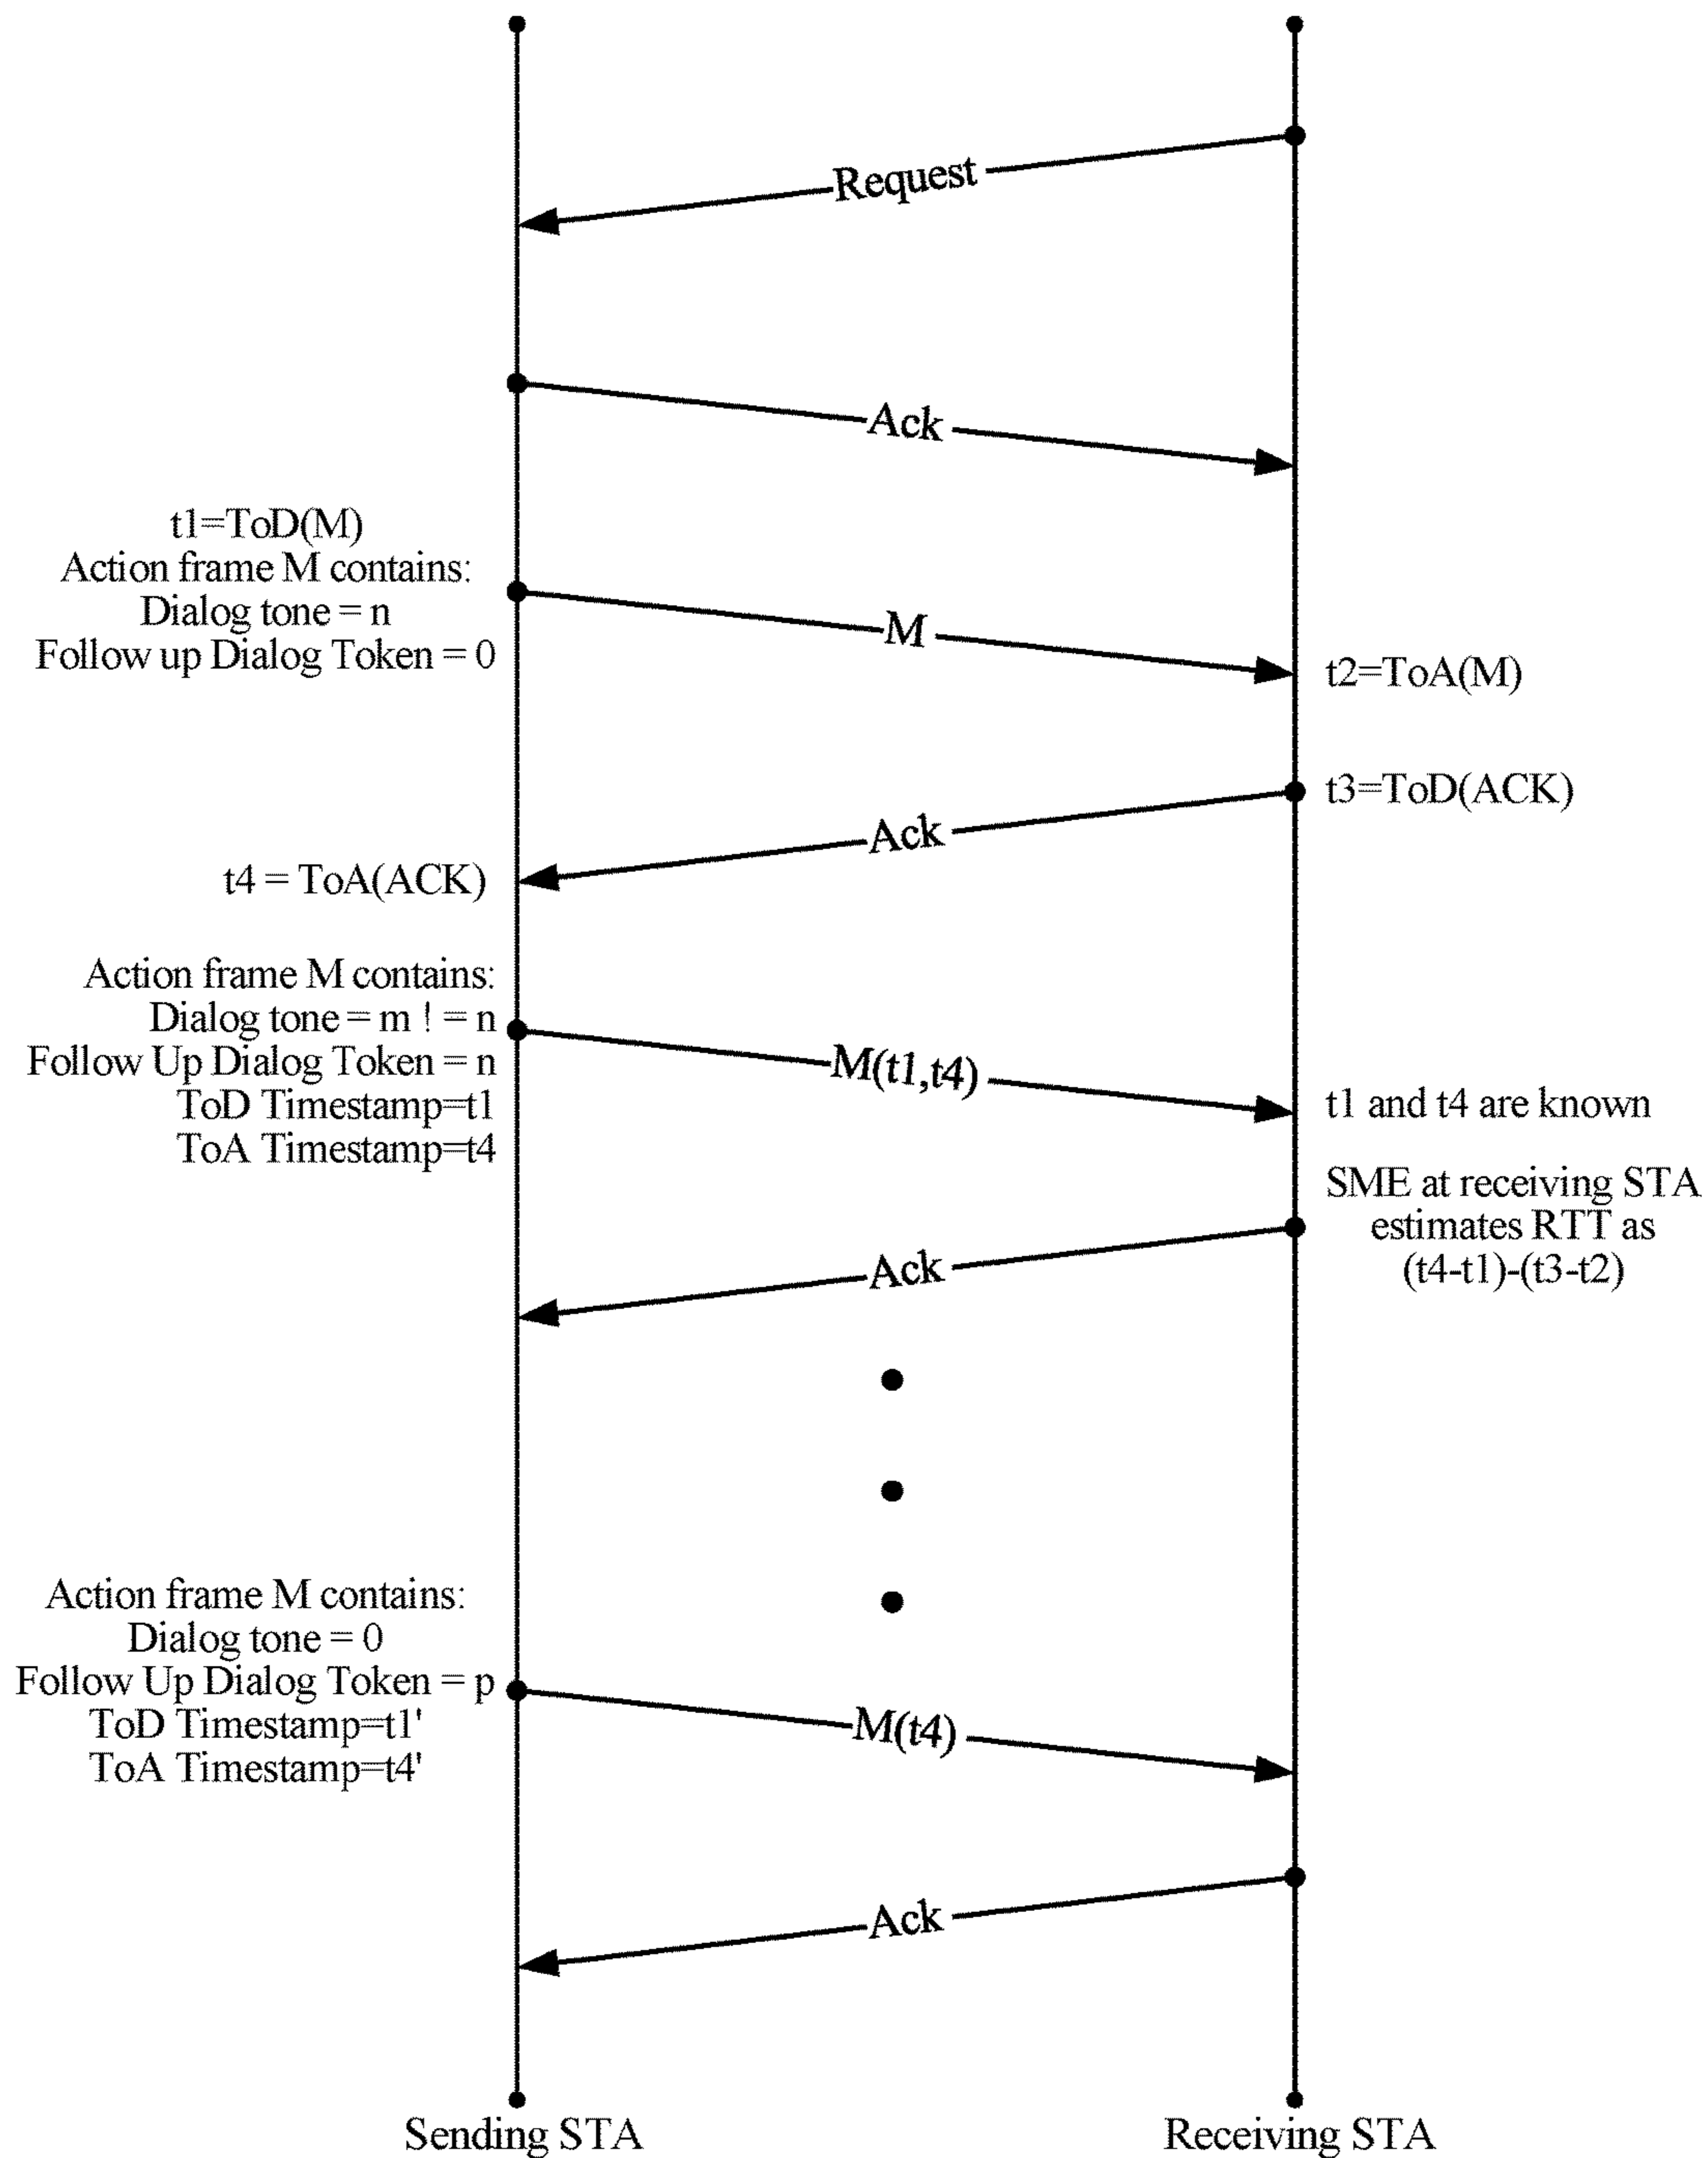 Request
Ack
t1=ToD(M)
Action frame M contains:
Dialog tone = n
Follow up Dialog Token = 0
M
t2=ToA(M)
t3=ToD(ACK)
Ack
t4 = ToA(ACK)
Action frame M contains:
Dialog tone = m ! = n
Follow Up Dialog Token = n
ToD Timestamp=t1
ToA Timestamp=t4
M(t1,t4)
t1 and t4 are known
SME at receiving STA
estimates RTT as
(t4-t1)-(t3-t2)
Ack
Action frame M contains:
Dialog tone = 0
Follow Up Dialog Token = p
ToD Timestamp=t1'
ToA Timestamp=t4'
M(t4)
Ack
Sending STA
Receiving STA